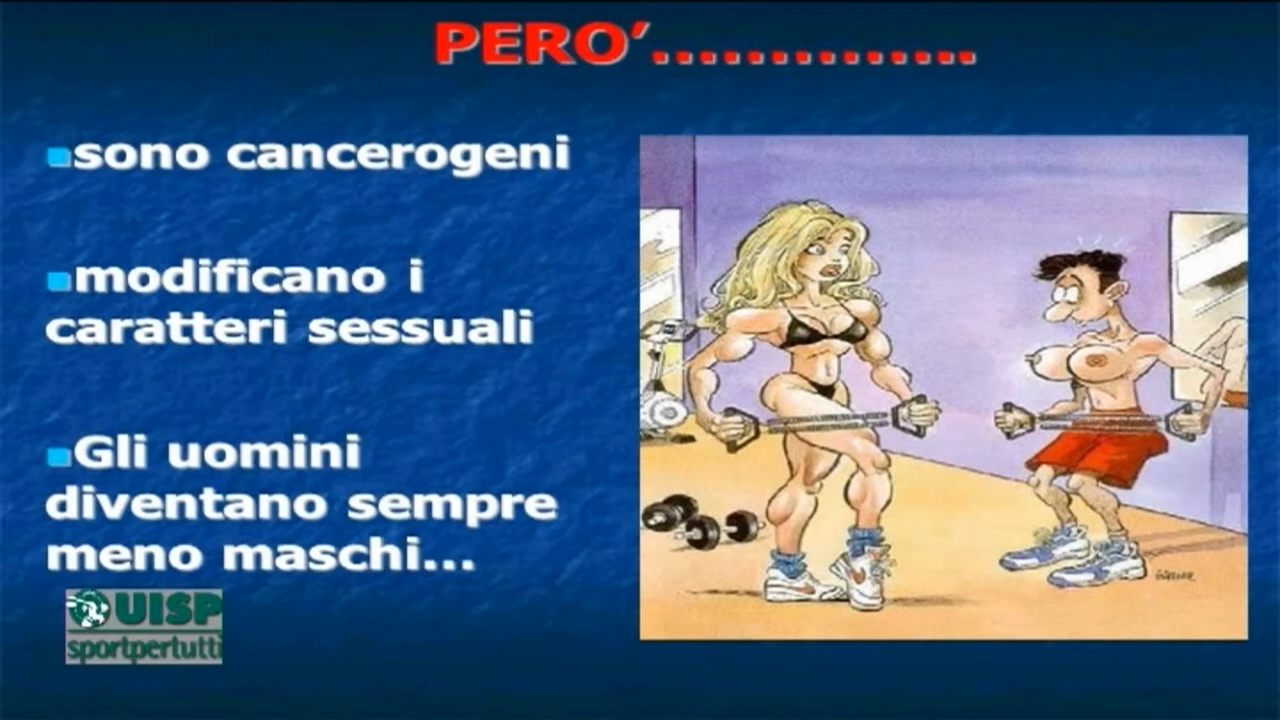 PERO’..............
sono cancerogeni
modificano i
caratteri sessuali
Gli uomini
diventano sempre
meno maschi...
UISP
sportpertutti